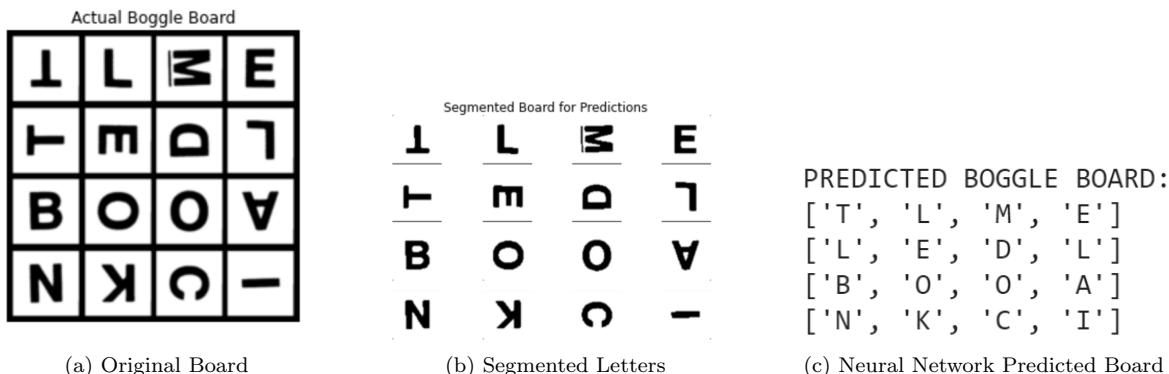 Actual Boggle Board
T L M E
T E D L
B O O A
N K C I
(a) Original Board
Segmented Board for Predictions
T L M E
T E D L
B O O A
N K C I
(b) Segmented Letters
PREDICTED BOGGLE BOARD:
['T', 'L', 'M', 'E']
['L', 'E', 'D', 'L']
['B', 'O', 'O', 'A']
['N', 'K', 'C', 'I']
(c) Neural Network Predicted Board